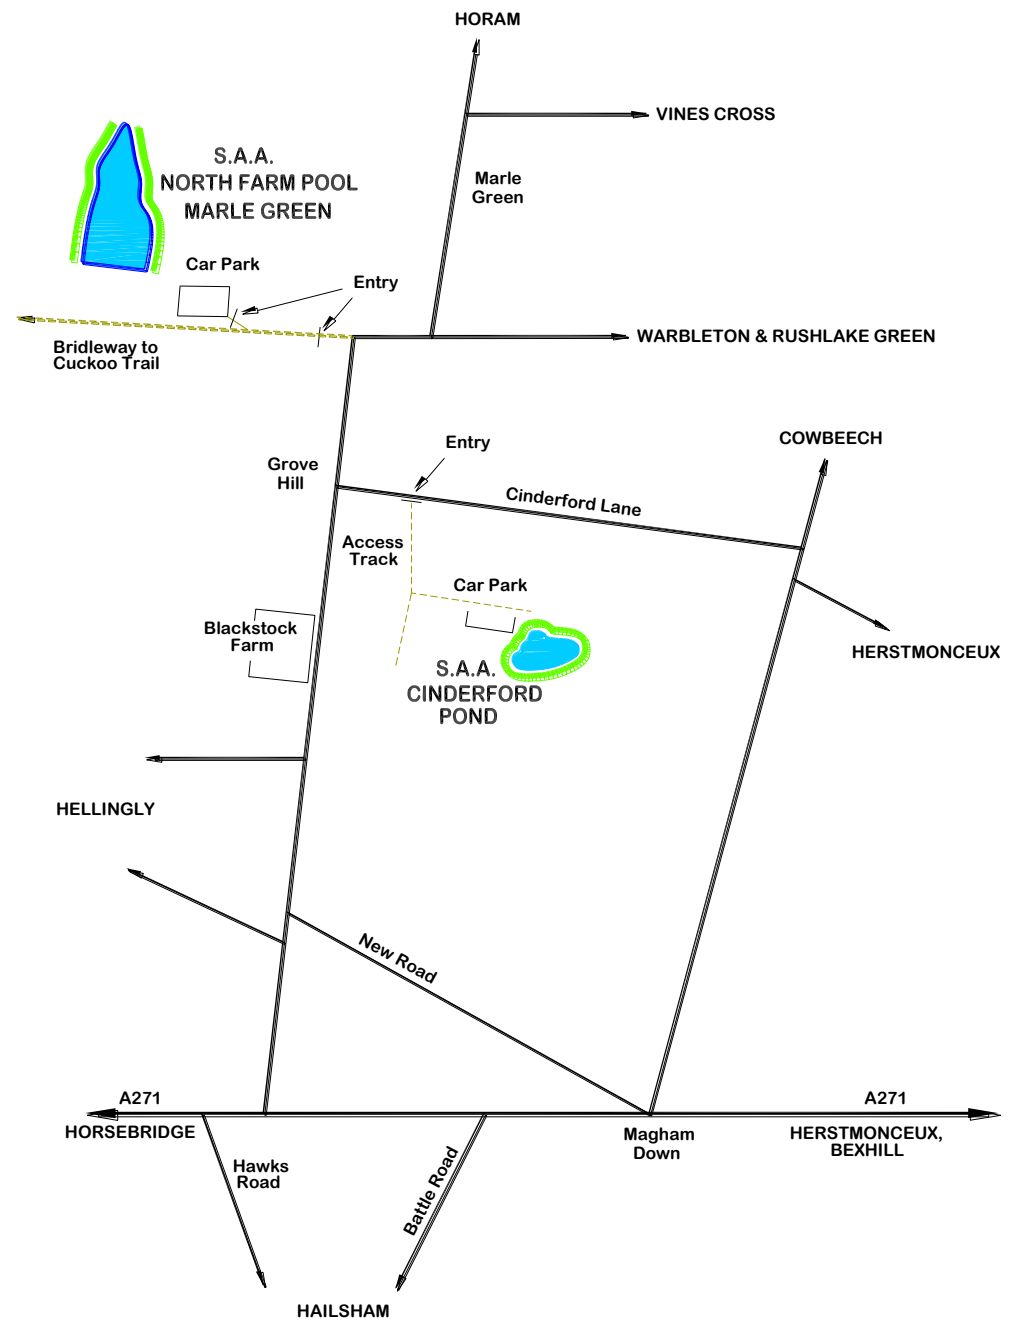 HORAM
VINES CROSS
S.A.A.
NORTH FARM POOL
MARLE GREEN
Marle
Green
Car Park
Entry
Bridleway to
Cuckoo Trail
WARBLETON & RUSHLAKE GREEN
COWBEECH
Entry
Grove
Hill
Cinderford Lane
Access
Track
Car Park
Blackstock
Farm
HERSTMONCEUX
S.A.A.
CINDERFORD
POND
HELLINGLY
New Road
A271
A271
HORSEBRIDGE
Magham
Down
HERSTMONCEUX,
BEXHILL
Hawks
Road
Battle Road
HAILSHAM